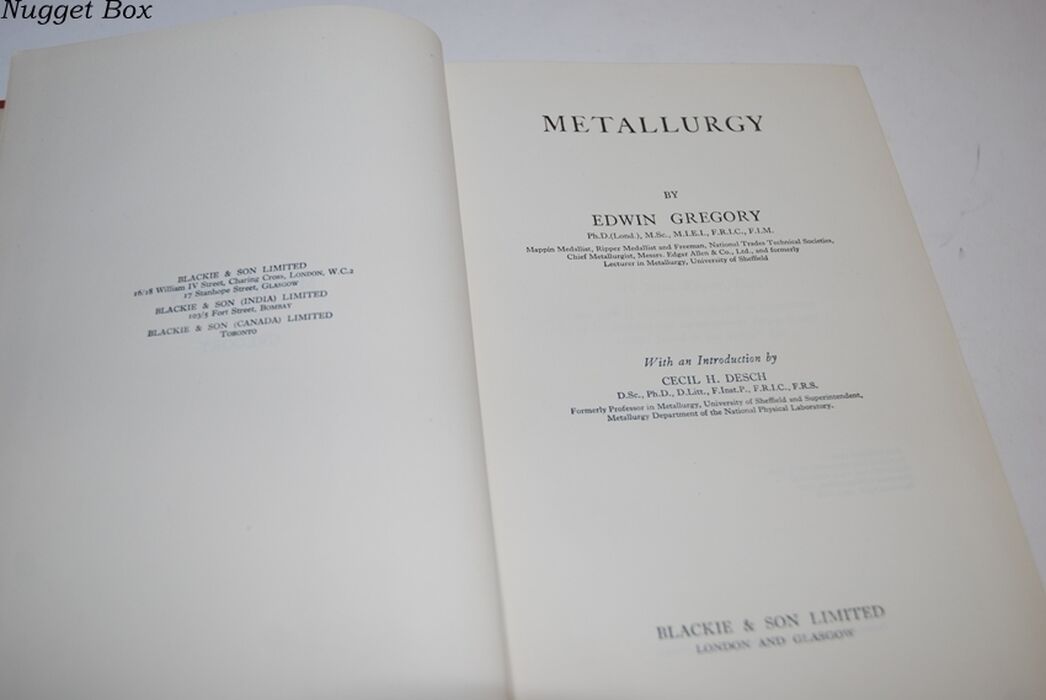 Nugget Box
BLACKIE & SON LIMITED
16/18 William IV Street, Charing Cross, LONDON, W.C.2
17 Stanhope Street, GLASGOW
BLACKIE & SON (INDIA) LIMITED
103/5 Fort Street, BOMBAY
BLACKIE & SON (CANADA) LIMITED
TORONTO
METALLURGY
BY
EDWIN GREGORY
Ph.D.(Lond.), M.Sc., M.I.E.I., F.R.I.C., F.I.M.
Mappin Medallist, Ripper Medallist and Freeman, National Trades Technical Societies,
Chief Metallurgist, Messrs. Edgar Allen & Co., Ltd., and formerly
Lecturer in Metallurgy, University of Sheffield
With an Introduction by
CECIL H. DESCH
D.Sc., Ph.D., D.Litt., F.Inst.P., F.R.I.C., F.R.S.
Formerly Professor in Metallurgy, University of Sheffield and Superintendent,
Metallurgy Department of the National Physical Laboratory.
BLACKIE & SON LIMITED
LONDON AND GLASGOW